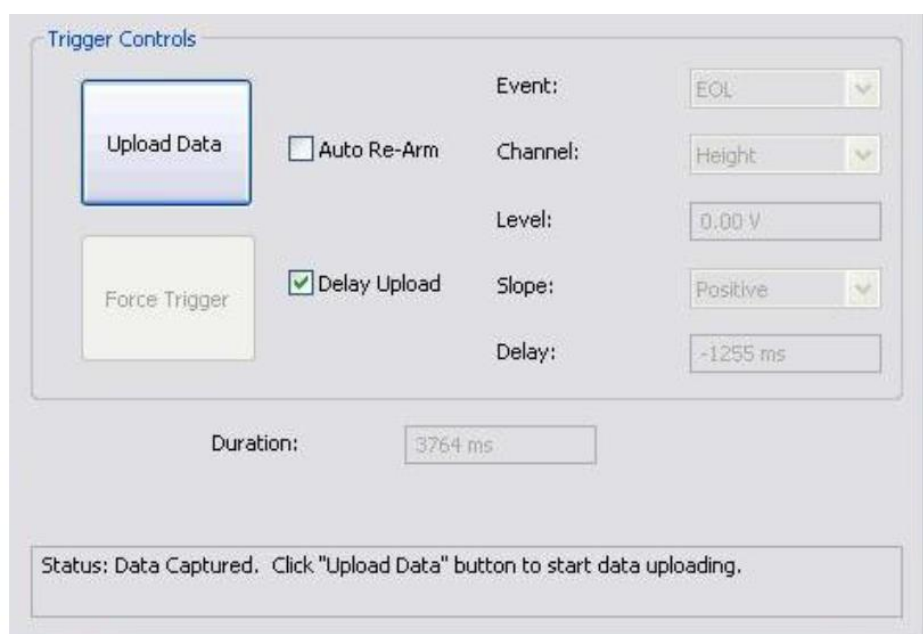 Trigger Controls
Upload Data
Auto Re-Arm
Force Trigger
Delay Upload
Event:
EOL
Channel:
Height
Level:
0.00 V
Slope:
Positive
Delay:
-1255 ms
Duration:
3764 ms
Status: Data Captured. Click "Upload Data" button to start data uploading.